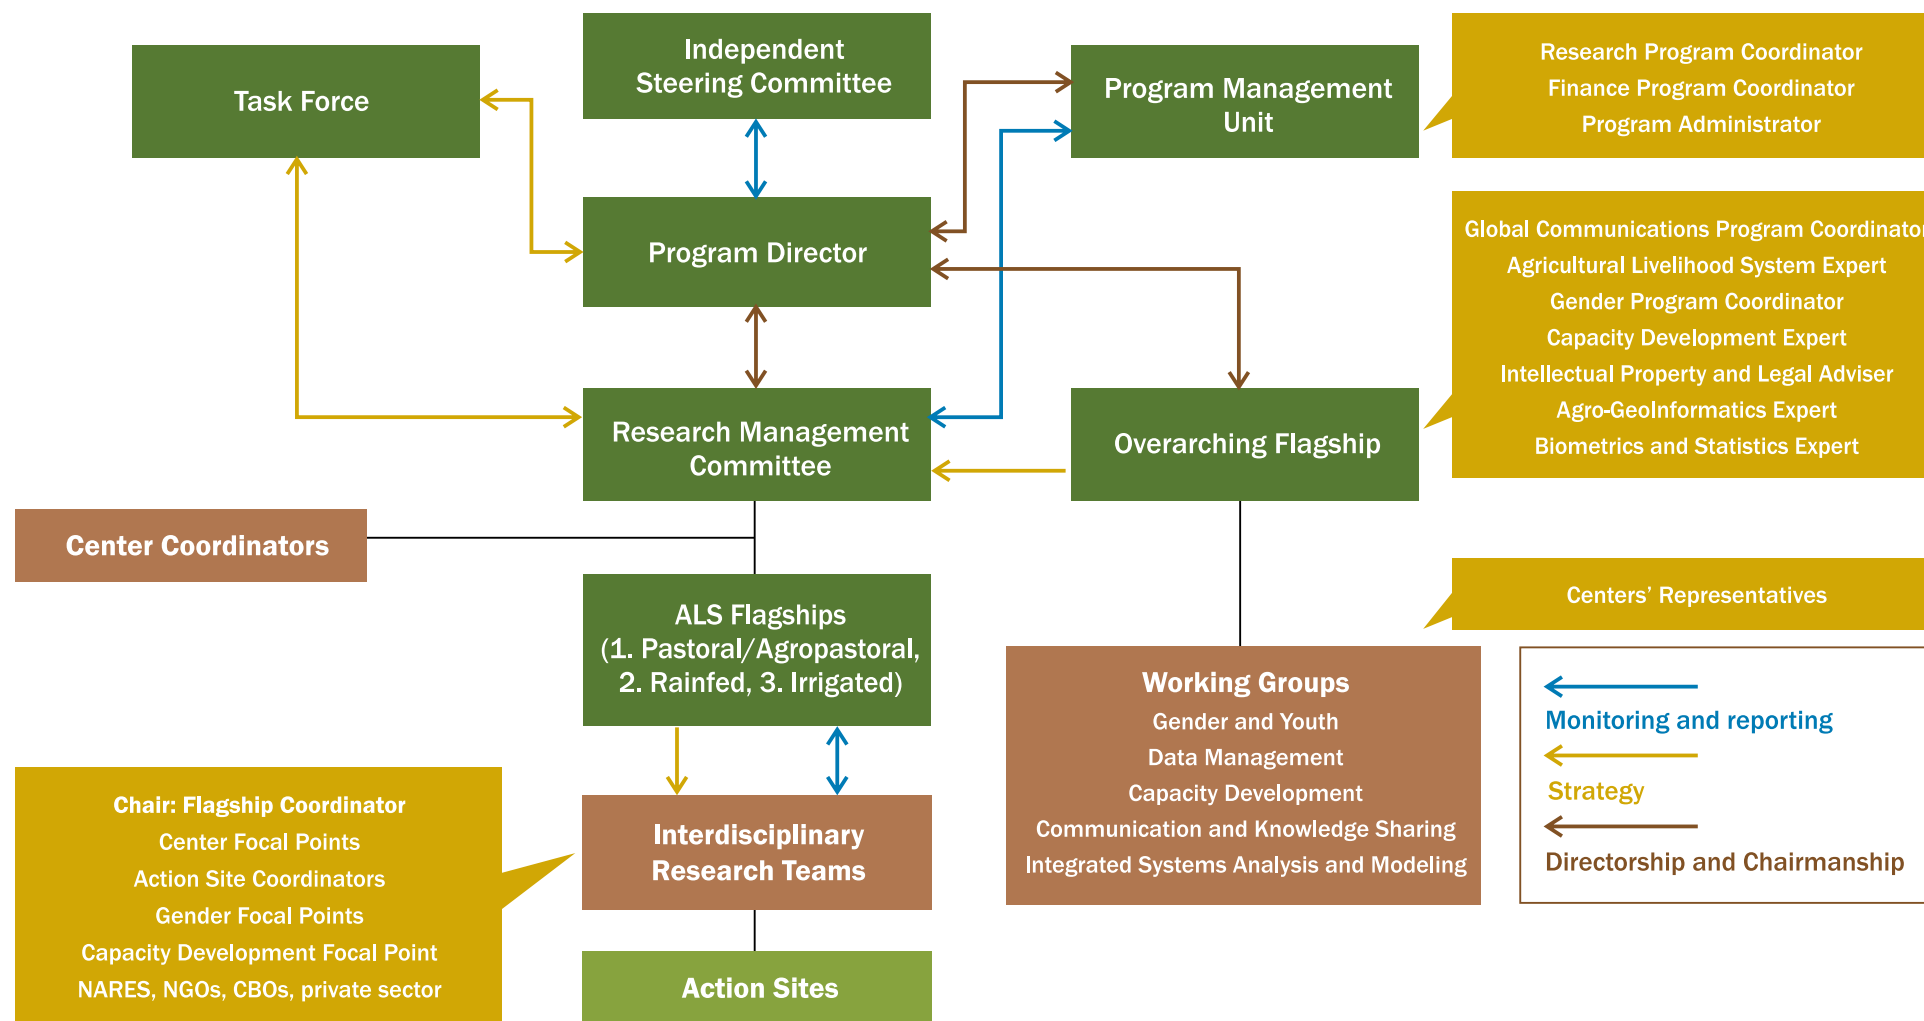 Task Force
Independent
Steering Committee
Program Management
Unit
Research Program Coordinator
Finance Program Coordinator
Program Administrator
Program Director
Global Communications Program Coordinator
Agricultural Livelihood System Expert
Gender Program Coordinator
Capacity Development Expert
Intellectual Property and Legal Adviser
Agro-GeoInformatics Expert
Biometrics and Statistics Expert
Research Management
Committee
Overarching Flagship
Center Coordinators
ALS Flagships
(1. Pastoral/Agropastoral,
2. Rainfed, 3. Irrigated)
Centers' Representatives
Working Groups
Gender and Youth
Data Management
Capacity Development
Communication and Knowledge Sharing
Integrated Systems Analysis and Modeling
Monitoring and reporting
Strategy
Directorship and Chairmanship
Chair: Flagship Coordinator
Center Focal Points
Action Site Coordinators
Gender Focal Points
Capacity Development Focal Point
NARES, NGOs, CBOs, private sector
Interdisciplinary
Research Teams
Action Sites